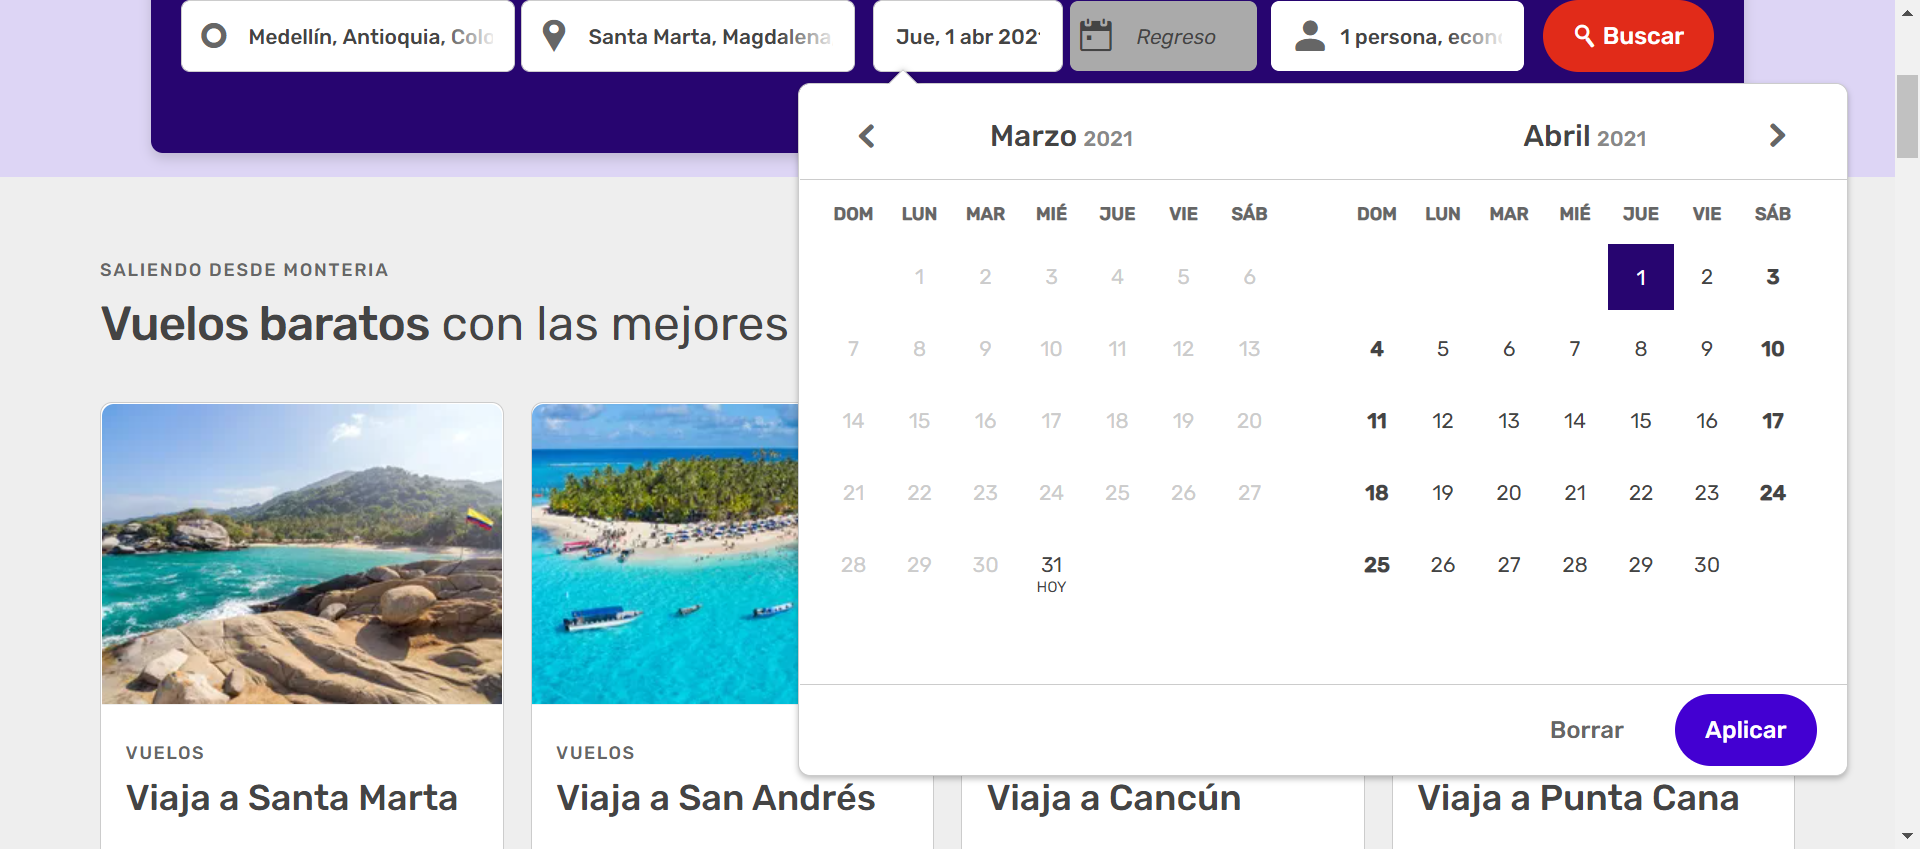 Medellín, Antioquia, Colo
Santa Marta, Magdalena
Jue, 1 abr 202
Regreso
1 persona, econ
Buscar
Marzo 2021
Abril 2021
DOM LUN MAR MIÉ JUE VIE SÁB
DOM LUN MAR MIÉ JUE VIE SÁB
1 2 3 4 5 6
7 8 9 10 11 12 13
14 15 16 17 18 19 20
21 22 23 24 25 26 27
28 29 30 31
HOY
1 2 3
4 5 6 7 8 9 10
11 12 13 14 15 16 17
18 19 20 21 22 23 24
25 26 27 28 29 30
Borrar
Aplicar
SALIENDO DESDE MONTERIA
Vuelos baratos con las mejores
VUELOS
Viaja a Santa Marta
VUELOS
Viaja a San Andrés
Viaja a Cancún
Viaja a Punta Cana